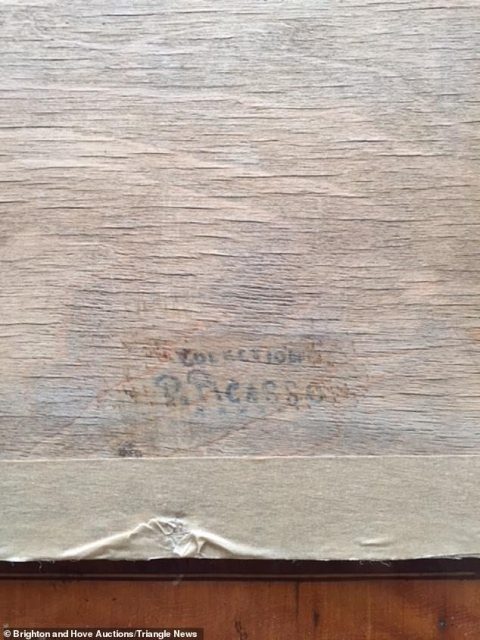 COLLECTION
P. PICASSO
© Brighton and Hove Auctions/Triangle News